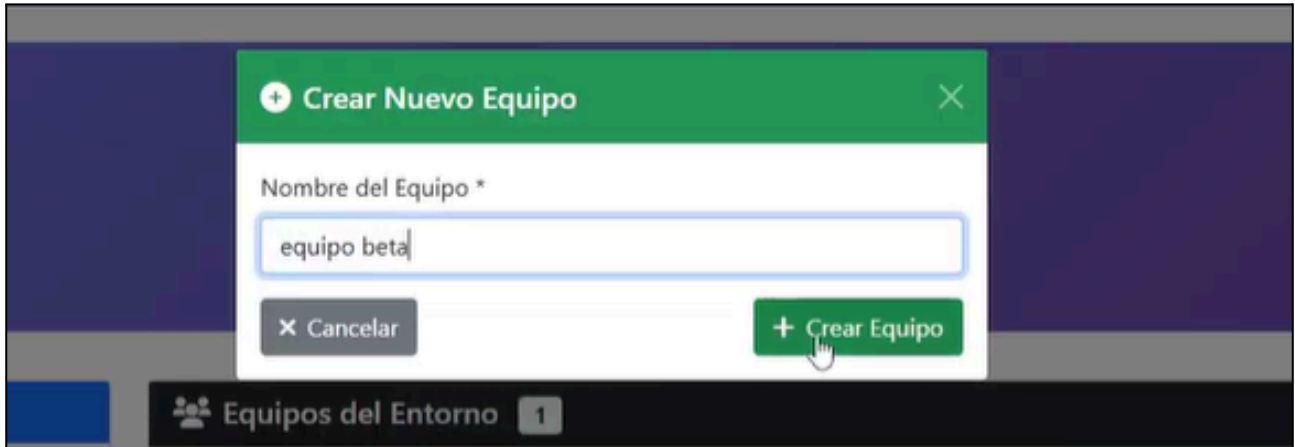 Crear Nuevo Equipo
Nombre del Equipo *
equipo beta
Cancelar
Crear Equipo
Equipos del Entorno 1